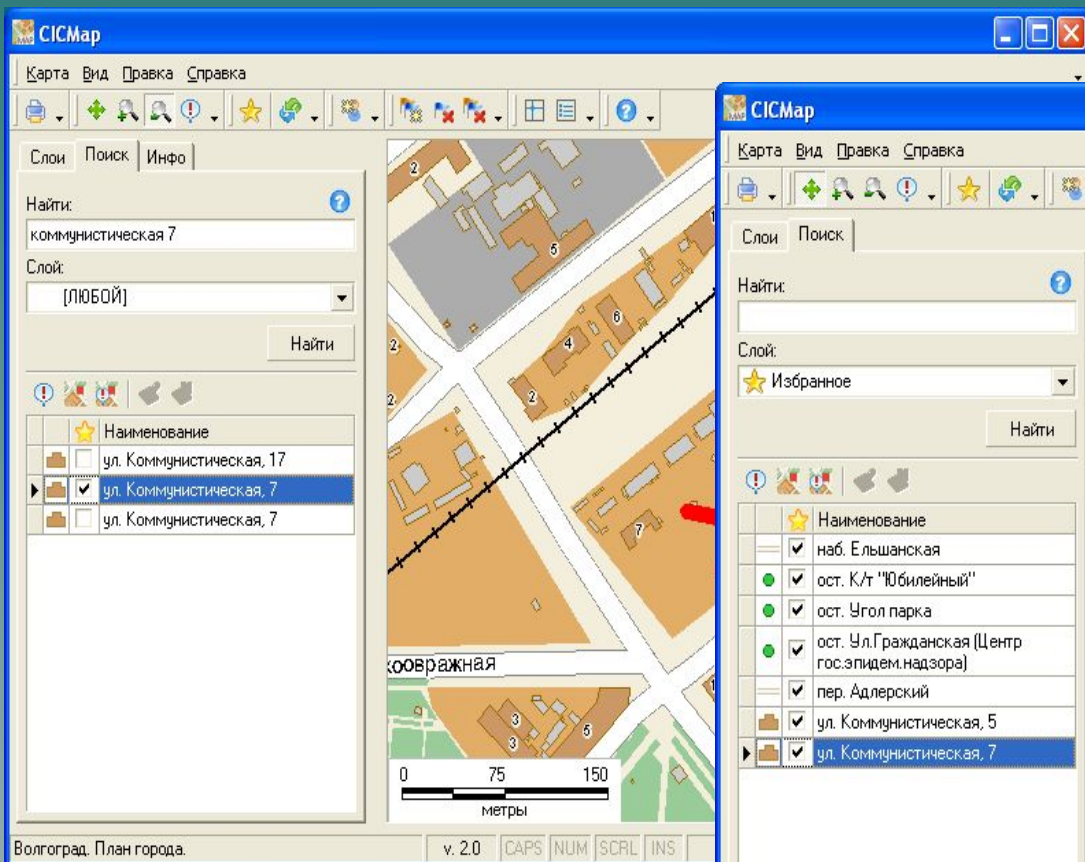 CICMap
Карта Вид Правка Справка
Слои Поиск Инфо
Найти:
коммунистическая 7
Слой:
[ЛЮБОЙ]
Найти
Наименование
ул. Коммунистическая, 17
ул. Коммунистическая, 7
ул. Коммунистическая, 7
2
5
1
6
4
2
2
2
7
коовражная
1
3
3
5
0 75 150
метры
Волгоград. План города.
v. 2.0 CAPS NUM SCRL INS
CICMap
Карта Вид Правка Справка
Слои Поиск
Найти:
Слой:
Избранное
Найти
Наименование
наб. Ельшанская
ост. К/т "Юбилейный"
ост. Угол парка
ост. Ул.Гражданская (Центр
гос.эпидем.надзора)
пер. Адлерский
ул. Коммунистическая, 5
ул. Коммунистическая, 7